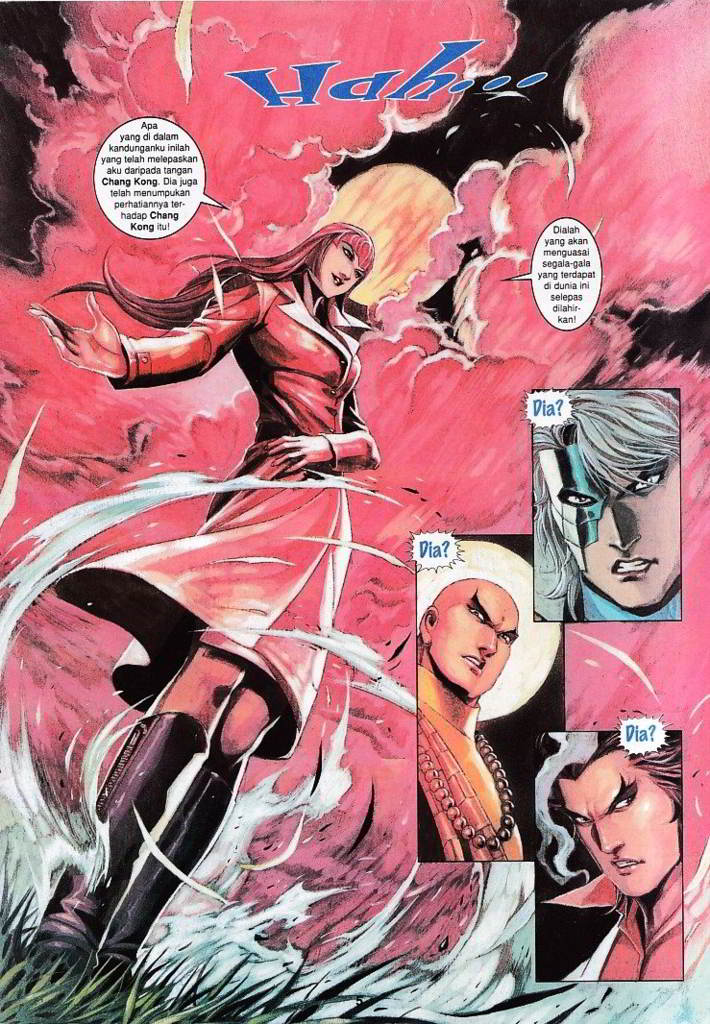 Hah...
Apa
yang di dalam
kandunganku inilah
yang telah melepaskan
aku daripada tangan
Chang Kong. Dia juga
telah menumpukan
perhatiannya ter-
hadap Chang
Kong itu!
Dialah
yang akan
menguasai
segala-gala
yang terdapat
di dunia ini
selepas
dilahir-
kan!
Dia?
Dia?
Dia?
5